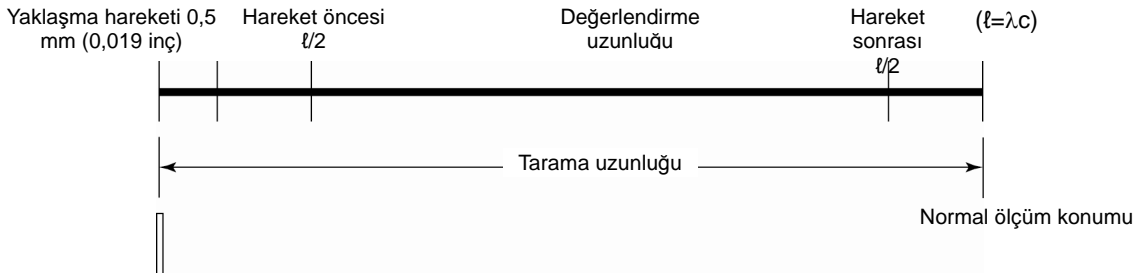 Yaklaşma hareketi 0,5
mm (0,019 inç)
Hareket öncesi
ℓ/2
Değerlendirme
uzunluğu
Hareket
sonrası
ℓ/2
(ℓ=λc)
Tarama uzunluğu
Normal ölçüm konumu